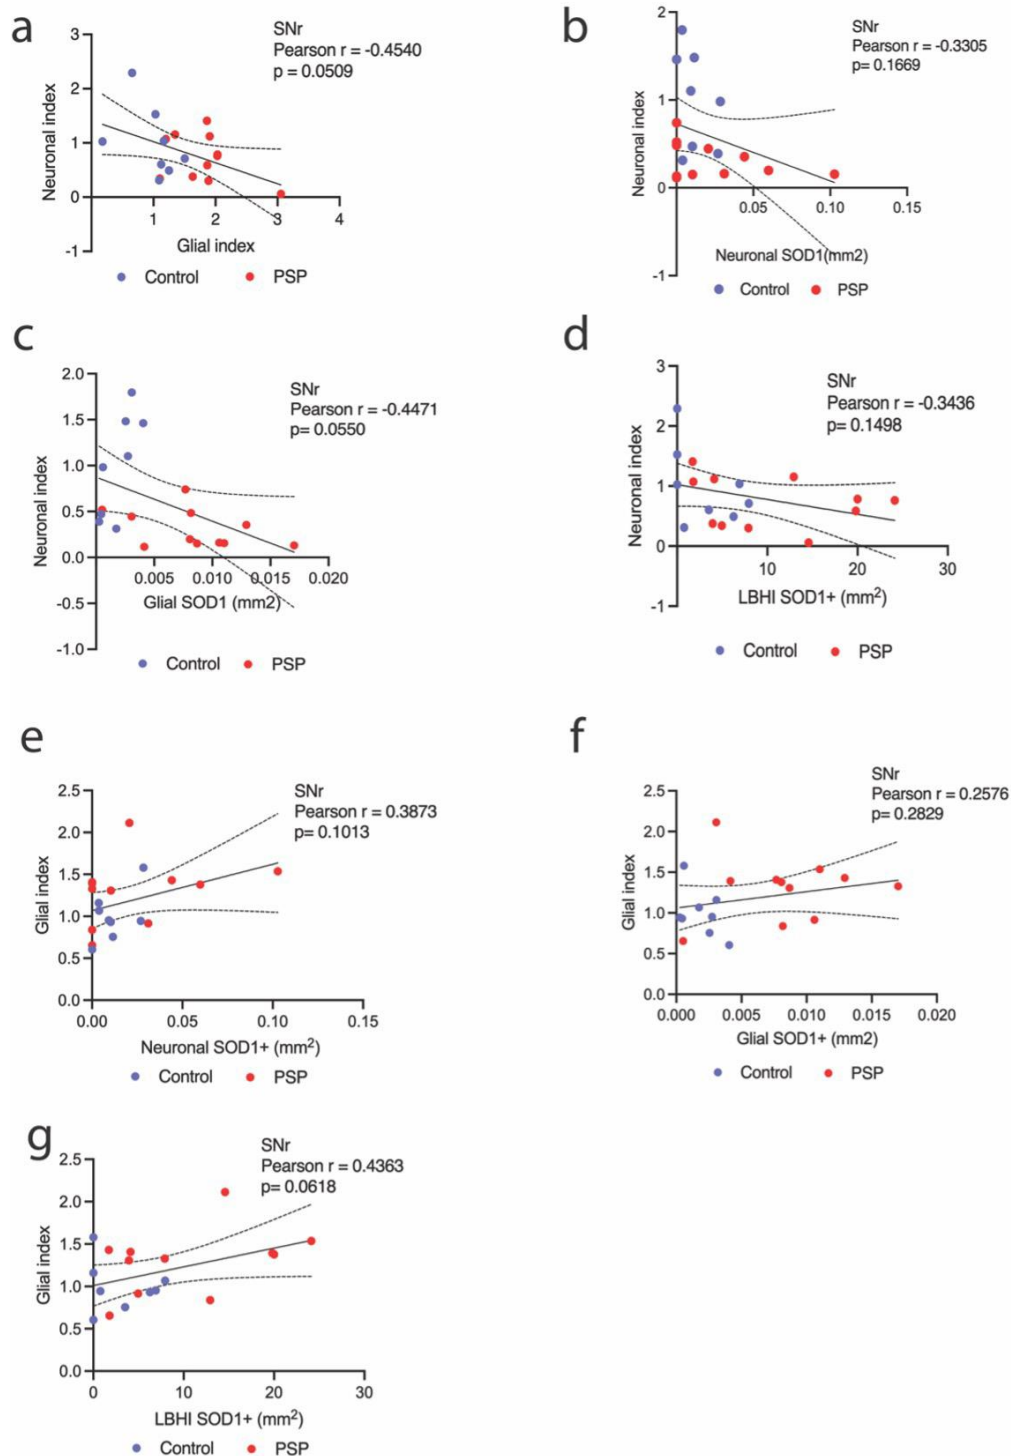 a
SNr
Pearson r = -0.4540
p = 0.0509
Neuronal index
3
2
1
0
-1
1 2 3 4
Glial index
Control PSP
b
SNr
Pearson r = -0.3305
p= 0.1669
Neuronal index
2
1
0
-1
0.05 0.10 0.15
Neuronal SOD1(mm2)
Control PSP
c
SNr
Pearson r = -0.4471
p= 0.0550
Neuronal index
2.0
1.5
1.0
0.5
0.0
-0.5
-1.0
0.005 0.010 0.015 0.020
Glial SOD1 (mm2)
Control PSP
d
SNr
Pearson r = -0.3436
p= 0.1498
Neuronal index
3
2
1
0
-1
10 20 30
LBHI SOD1+ (mm²)
Control PSP
e
SNr
Pearson r = 0.3873
p= 0.1013
Glial index
2.5
2.0
1.5
1.0
0.5
0.0
0.00 0.05 0.10 0.15
Neuronal SOD1+ (mm²)
Control PSP
f
SNr
Pearson r = 0.2576
p= 0.2829
Glial index
2.5
2.0
1.5
1.0
0.5
0.0
0.000 0.005 0.010 0.015 0.020
Glial SOD1+ (mm2)
Control PSP
g
SNr
Pearson r = 0.4363
p= 0.0618
Glial index
2.5
2.0
1.5
1.0
0.5
0.0
0 10 20 30
LBHI SOD1+ (mm²)
Control PSP